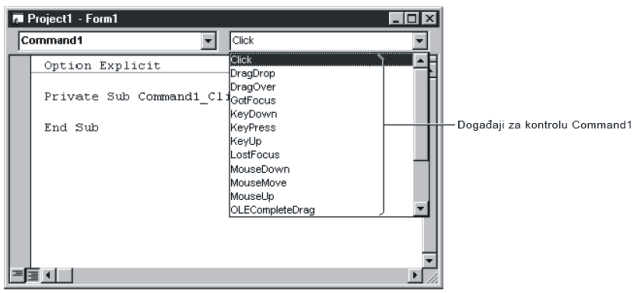 Project1 - Form1
Command1
Click
Option Explicit
Private Sub Command1_Cli
End Sub
Click
DragDrop
DragOver
GotFocus
KeyDown
KeyPress
KeyUp
LostFocus
MouseDown
MouseMove
MouseUp
OLECompleteDrag
Događaji za kontrolu Command1